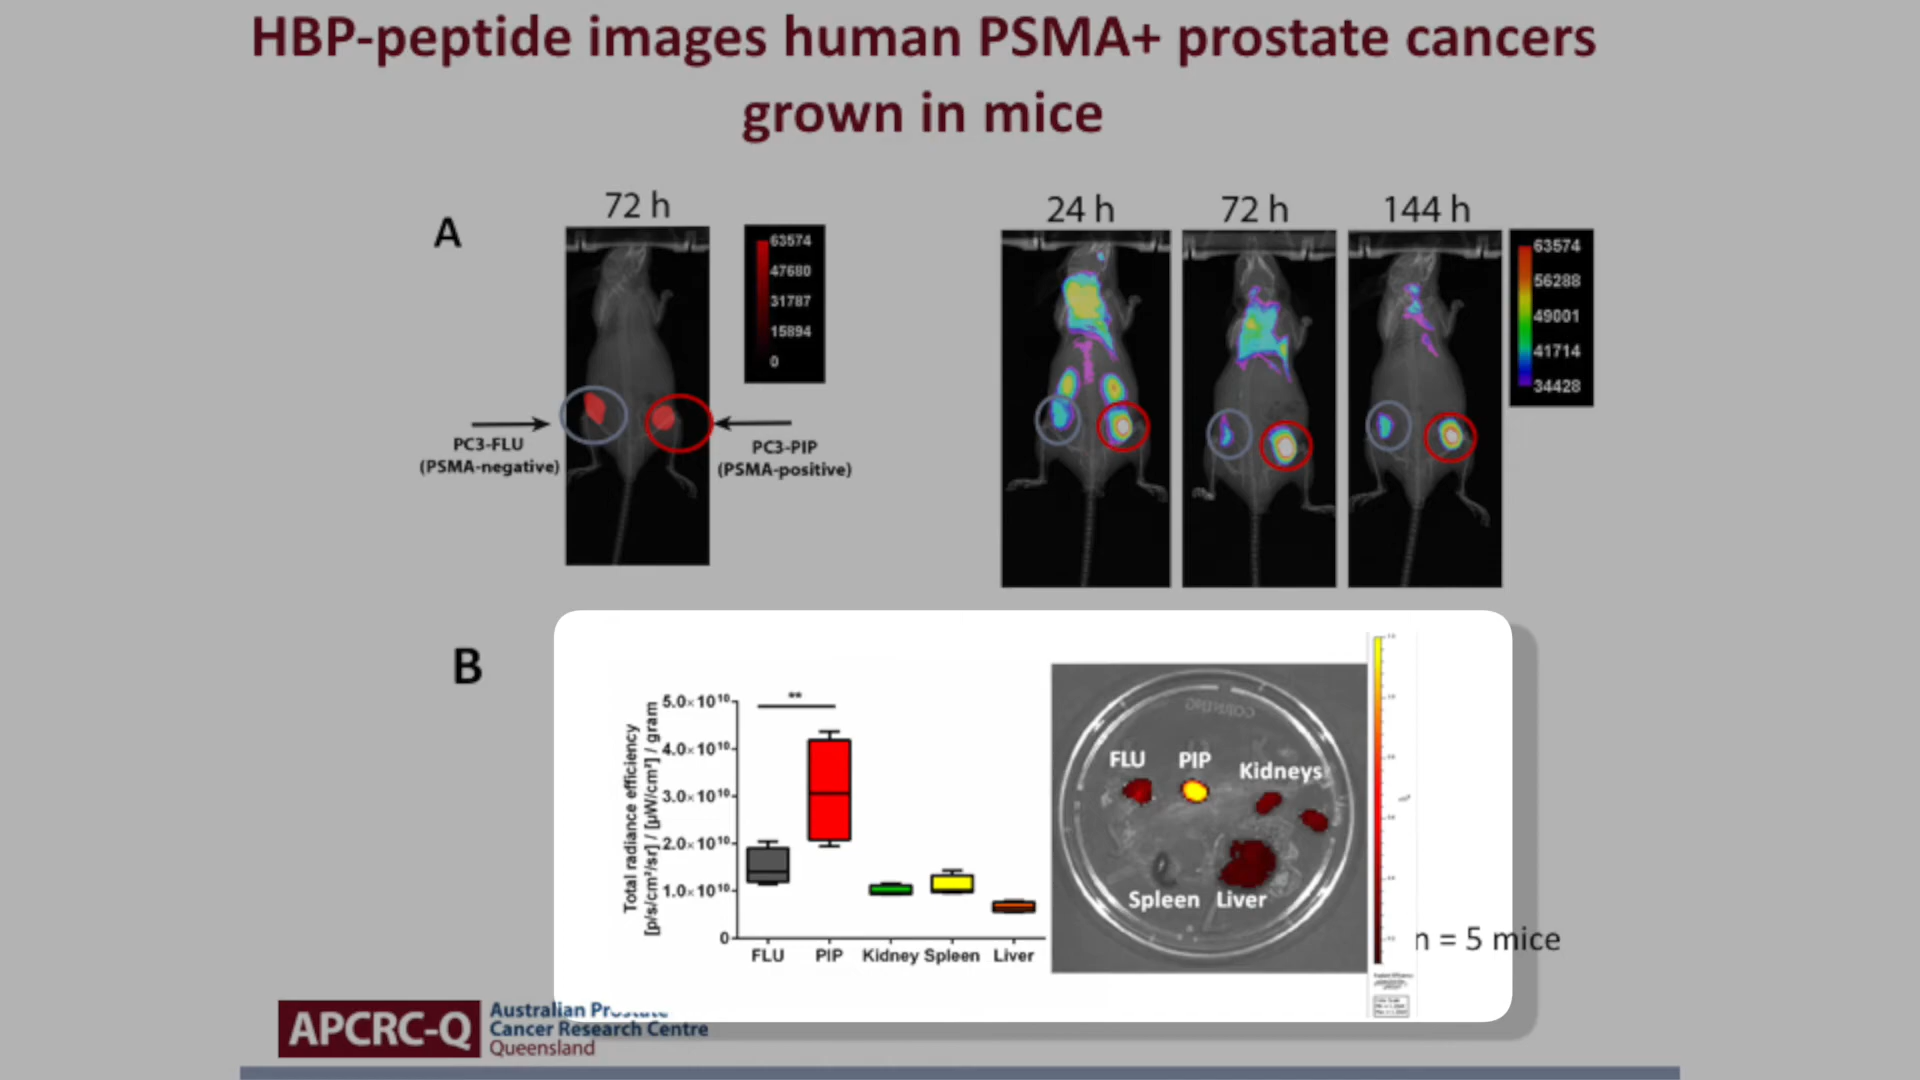 HBP-peptide images human PSMA+ prostate cancers
grown in mice
A
72 h
63574
47680
31787
15894
0
PC3-FLU
(PSMA-negative)
PC3-PIP
(PSMA-positive)
24 h
72 h
144 h
63574
56288
49001
41714
34428
B
Total radiance efficiency
[p/s/cm²/sr] / [µW/cm²] / gram
5.0×10¹⁰
4.0×10¹⁰
3.0×10¹⁰
2.0×10¹⁰
1.0×10¹⁰
0
**
FLU PIP Kidney Spleen Liver
FLU PIP Kidneys
Spleen Liver
n = 5 mice
APCRC-Q
Australian Prostate
Cancer Research Centre
Queensland